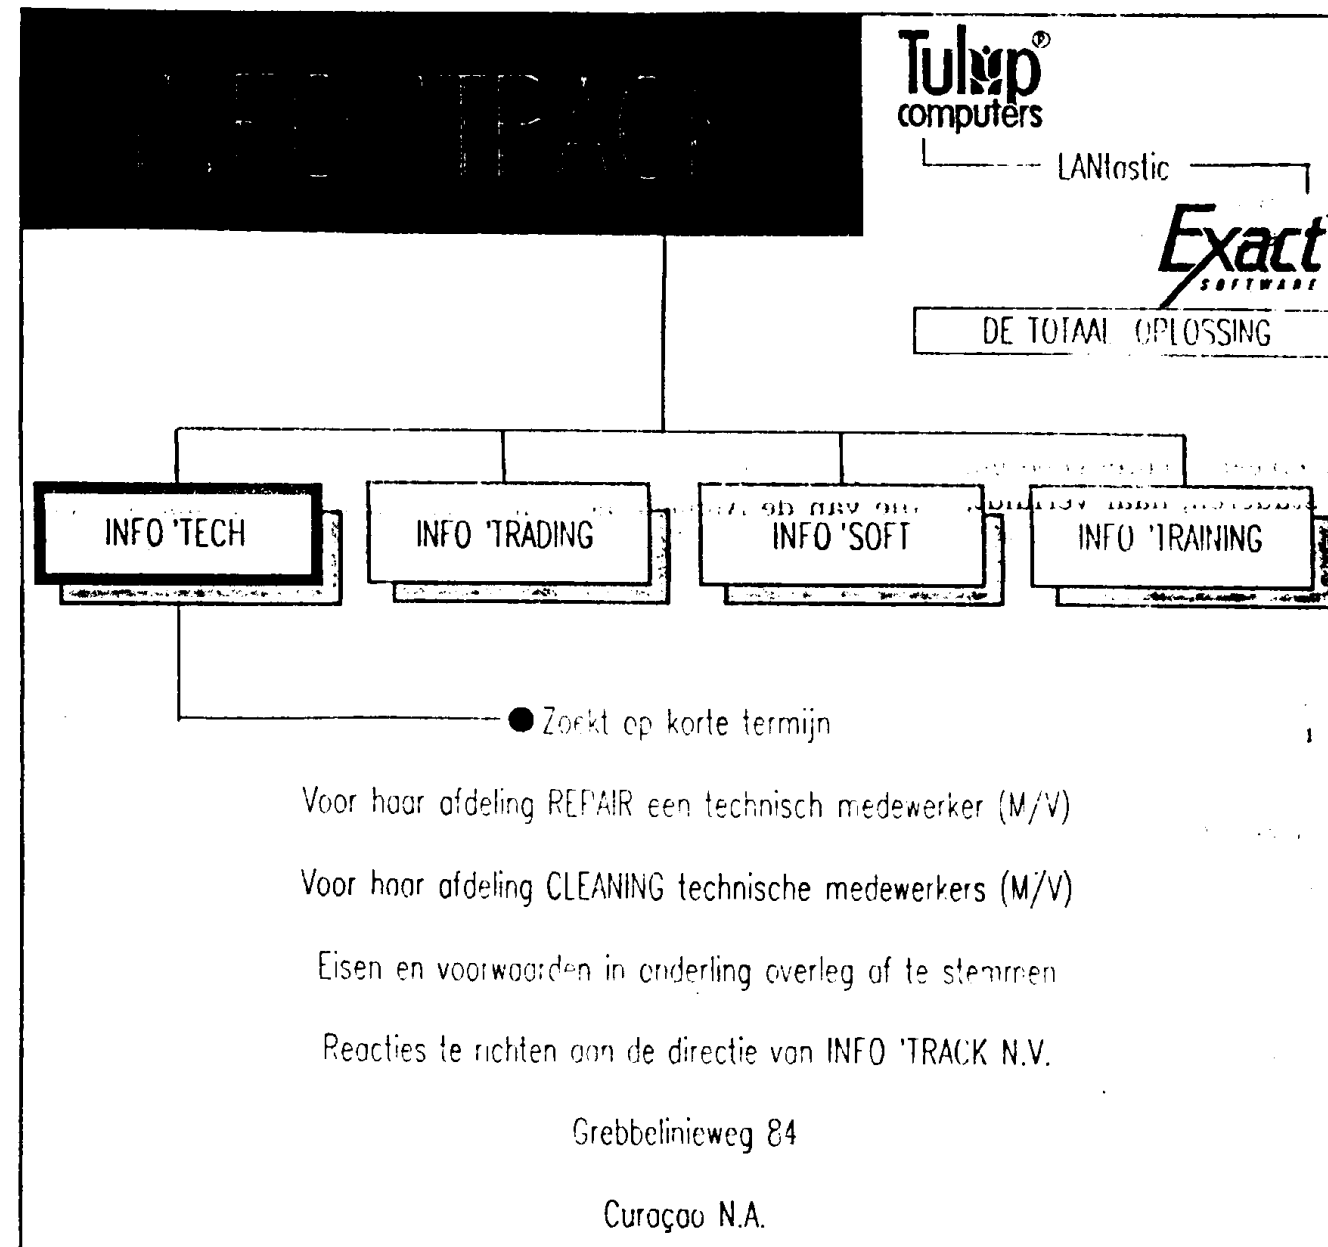 Tulip®
computers
LANtastic
Exact
SOFTWARE
DE TOTAAL OPLOSSING
INFO 'TECH
INFO 'TRADING
INFO 'SOFT
INFO 'TRAINING
Zoekt op korte termijn
Voor haar afdeling REPAIR een technisch medewerker (M/V)
Voor haar afdeling CLEANING technische medewerkers (M/V)
Eisen en voorwaarden in onderling overleg af te stemmen
Reacties te richten aan de directie van INFO 'TRACK N.V.
Grebbelinieweg 84
Curaçao N.A.